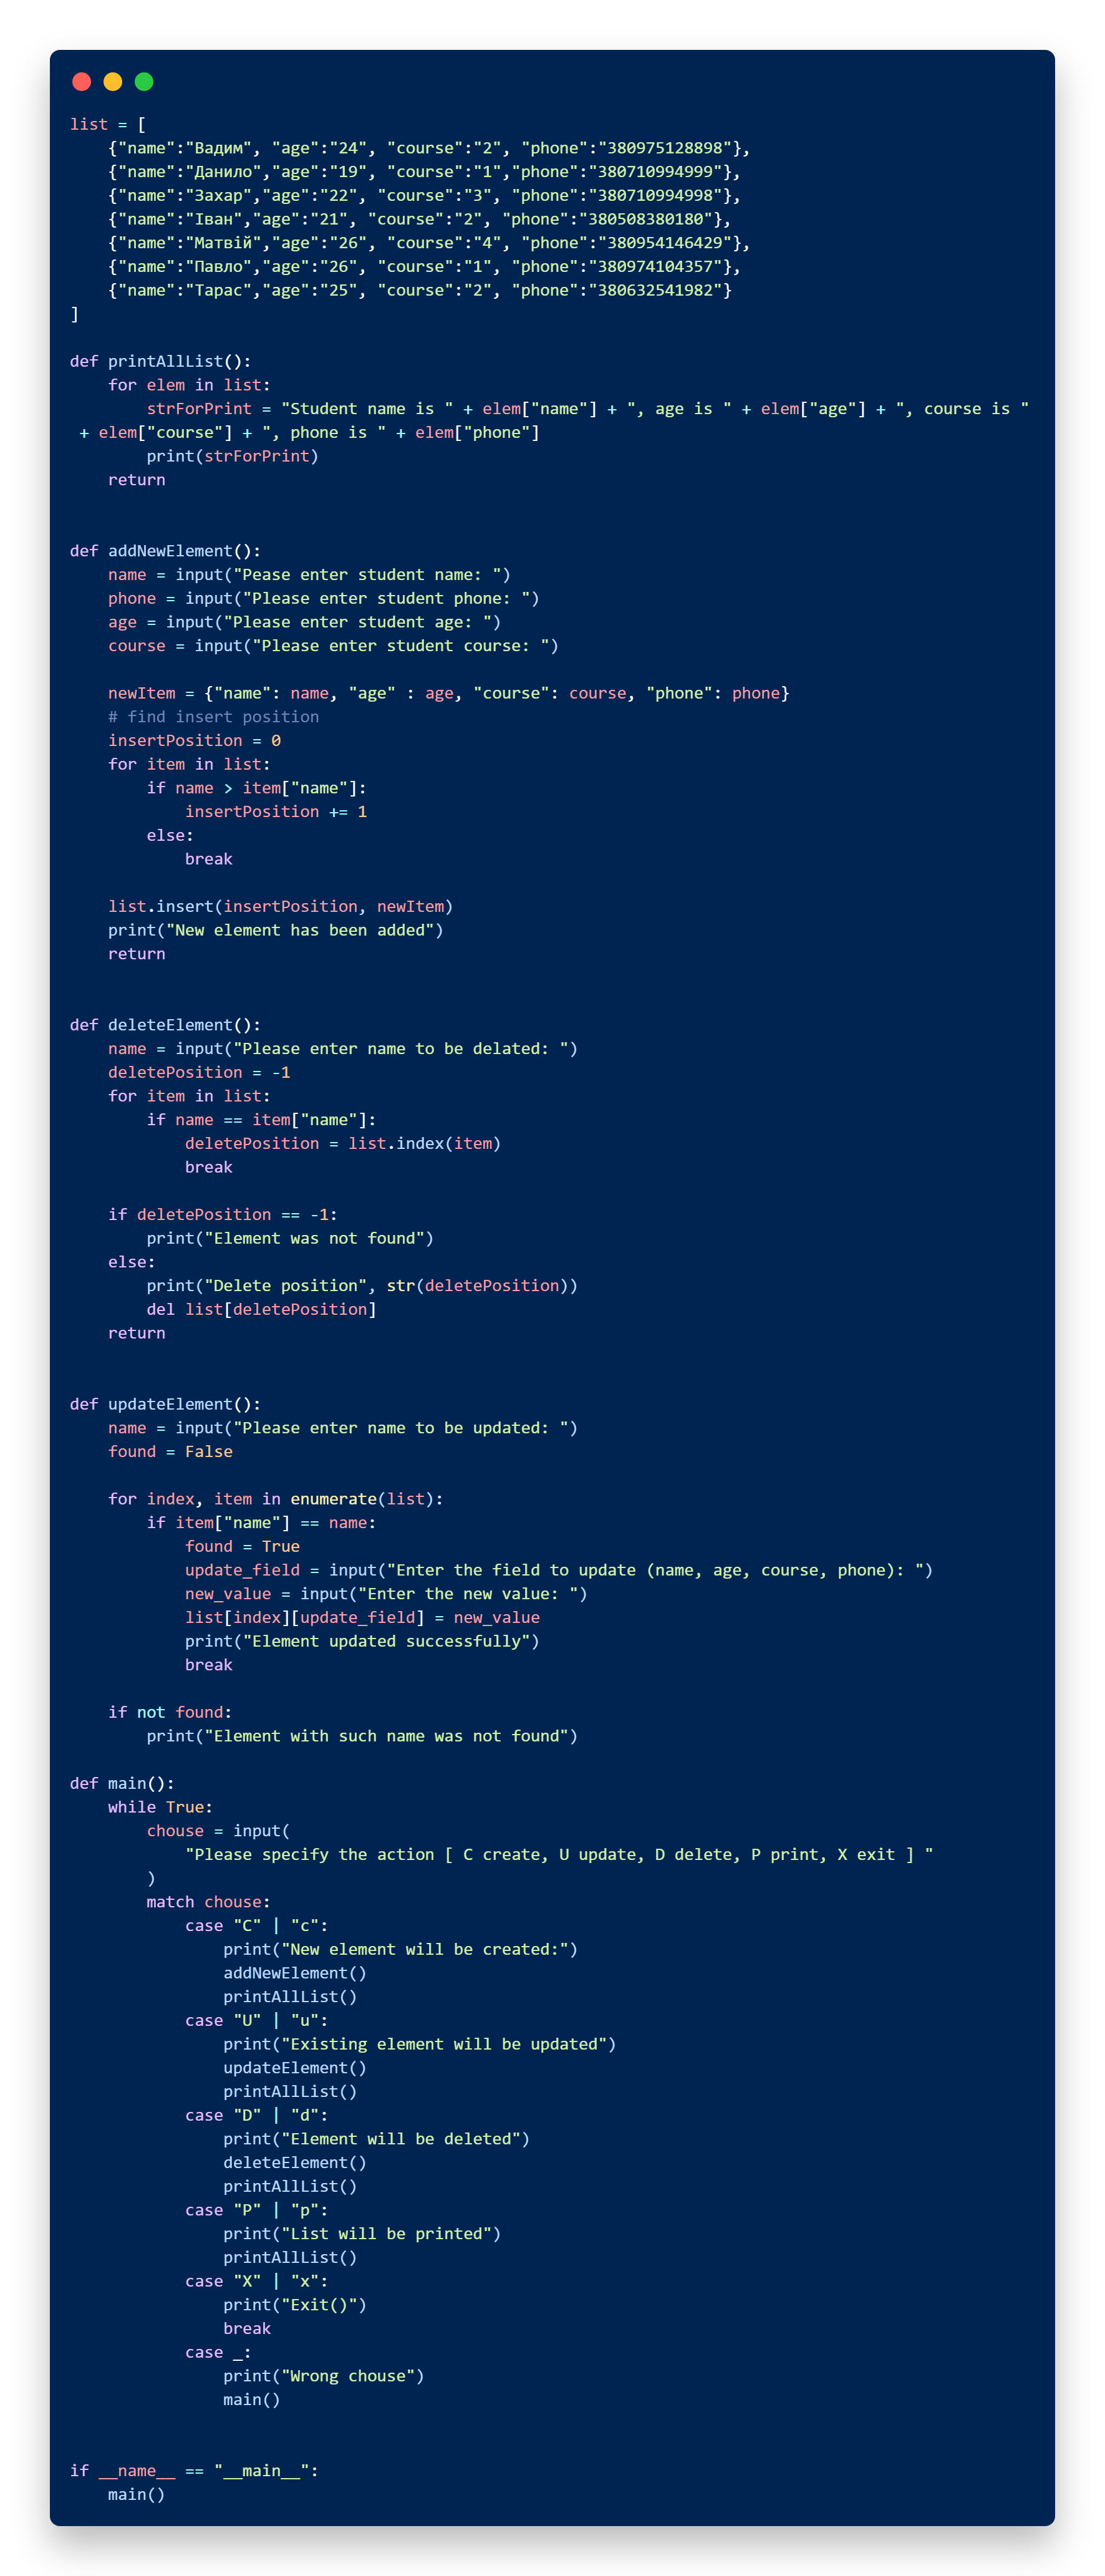 list = [
    {"name":"Вадим", "age":"24", "course":"2", "phone":"380975128898"},
    {"name":"Данило","age":"19", "course":"1","phone":"380710994999"},
    {"name":"Захар","age":"22", "course":"3", "phone":"380710994998"},
    {"name":"Іван","age":"21", "course":"2", "phone":"380508380180"},
    {"name":"Матвій","age":"26", "course":"4", "phone":"380954146429"},
    {"name":"Павло","age":"26", "course":"1", "phone":"380974104357"},
    {"name":"Тарас","age":"25", "course":"2", "phone":"380632541982"}
]

def printAllList():
    for elem in list:
        strForPrint = "Student name is " + elem["name"] + ", age is " + elem["age"] + ", course is "
 + elem["course"] + ", phone is " + elem["phone"]
        print(strForPrint)
    return


def addNewElement():
    name = input("Pease enter student name: ")
    phone = input("Please enter student phone: ")
    age = input("Please enter student age: ")
    course = input("Please enter student course: ")

    newItem = {"name": name, "age" : age, "course": course, "phone": phone}
    # find insert position
    insertPosition = 0
    for item in list:
        if name > item["name"]:
            insertPosition += 1
        else:
            break

    list.insert(insertPosition, newItem)
    print("New element has been added")
    return


def deleteElement():
    name = input("Please enter name to be delated: ")
    deletePosition = -1
    for item in list:
        if name == item["name"]:
            deletePosition = list.index(item)
            break

    if deletePosition == -1:
        print("Element was not found")
    else:
        print("Delete position", str(deletePosition))
        del list[deletePosition]
    return


def updateElement():
    name = input("Please enter name to be updated: ")
    found = False

    for index, item in enumerate(list):
        if item["name"] == name:
            found = True
            update_field = input("Enter the field to update (name, age, course, phone): ")
            new_value = input("Enter the new value: ")
            list[index][update_field] = new_value
            print("Element updated successfully")
            break

    if not found:
        print("Element with such name was not found")

def main():
    while True:
        chouse = input(
            "Please specify the action [ C create, U update, D delete, P print, X exit ] "
        )
        match chouse:
            case "C" | "c":
                print("New element will be created:")
                addNewElement()
                printAllList()
            case "U" | "u":
                print("Existing element will be updated")
                updateElement()
                printAllList()
            case "D" | "d":
                print("Element will be deleted")
                deleteElement()
                printAllList()
            case "P" | "p":
                print("List will be printed")
                printAllList()
            case "X" | "x":
                print("Exit()")
                break
            case _:
                print("Wrong chouse")
                main()


if __name__ == "__main__":
    main()